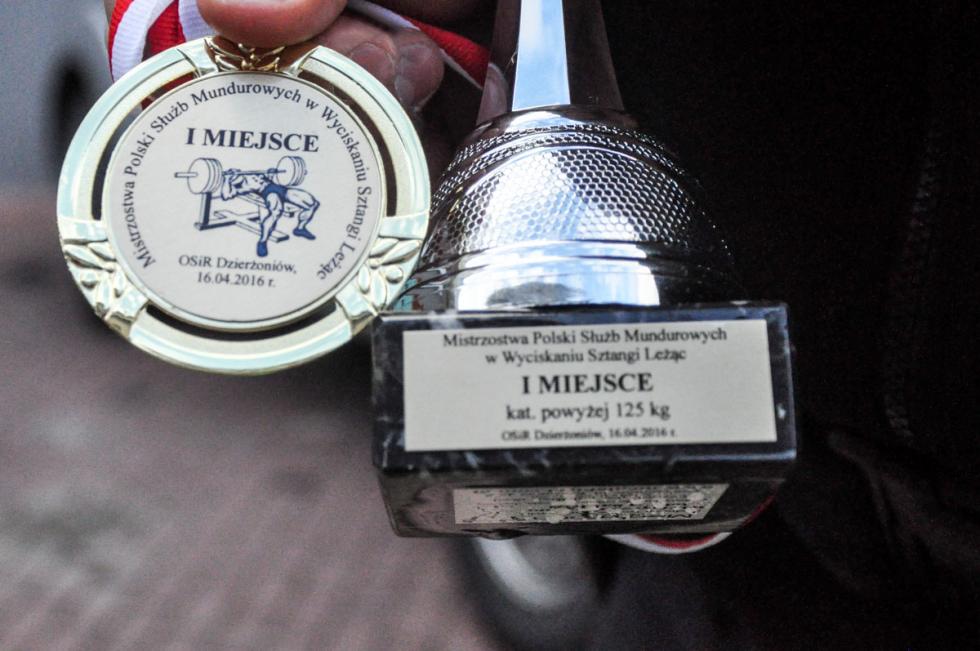 Mistrzostwa Polski Służb Mundurowych w Wyciskaniu Sztangi Leżąc
I MIEJSCE
OSiR Dzierżoniów,
16.04.2016 r.
Mistrzostwa Polski Służb Mundurowych
w Wyciskaniu Sztangi Leżąc
I MIEJSCE
kat. powyżej 125 kg
OSiR Dzierżoniów, 16.04.2016 r.